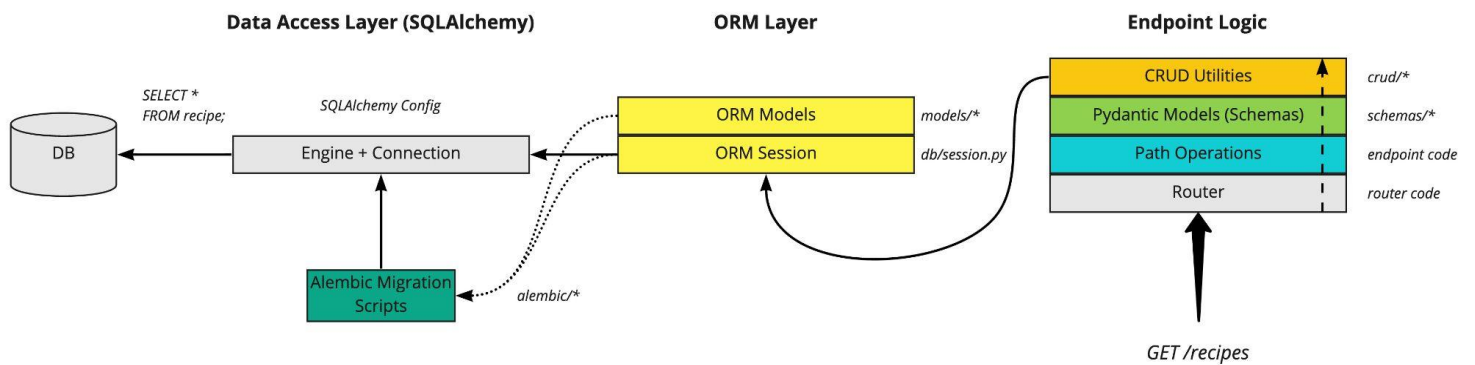 Data Access Layer (SQLAlchemy)
ORM Layer
Endpoint Logic
SELECT *
FROM recipe;
SQLAlchemy Config
DB
Engine + Connection
Alembic Migration
Scripts
alembic/*
ORM Models
models/*
ORM Session
db/session.py
CRUD Utilities
crud/*
Pydantic Models (Schemas)
schemas/*
Path Operations
endpoint code
Router
router code
GET /recipes